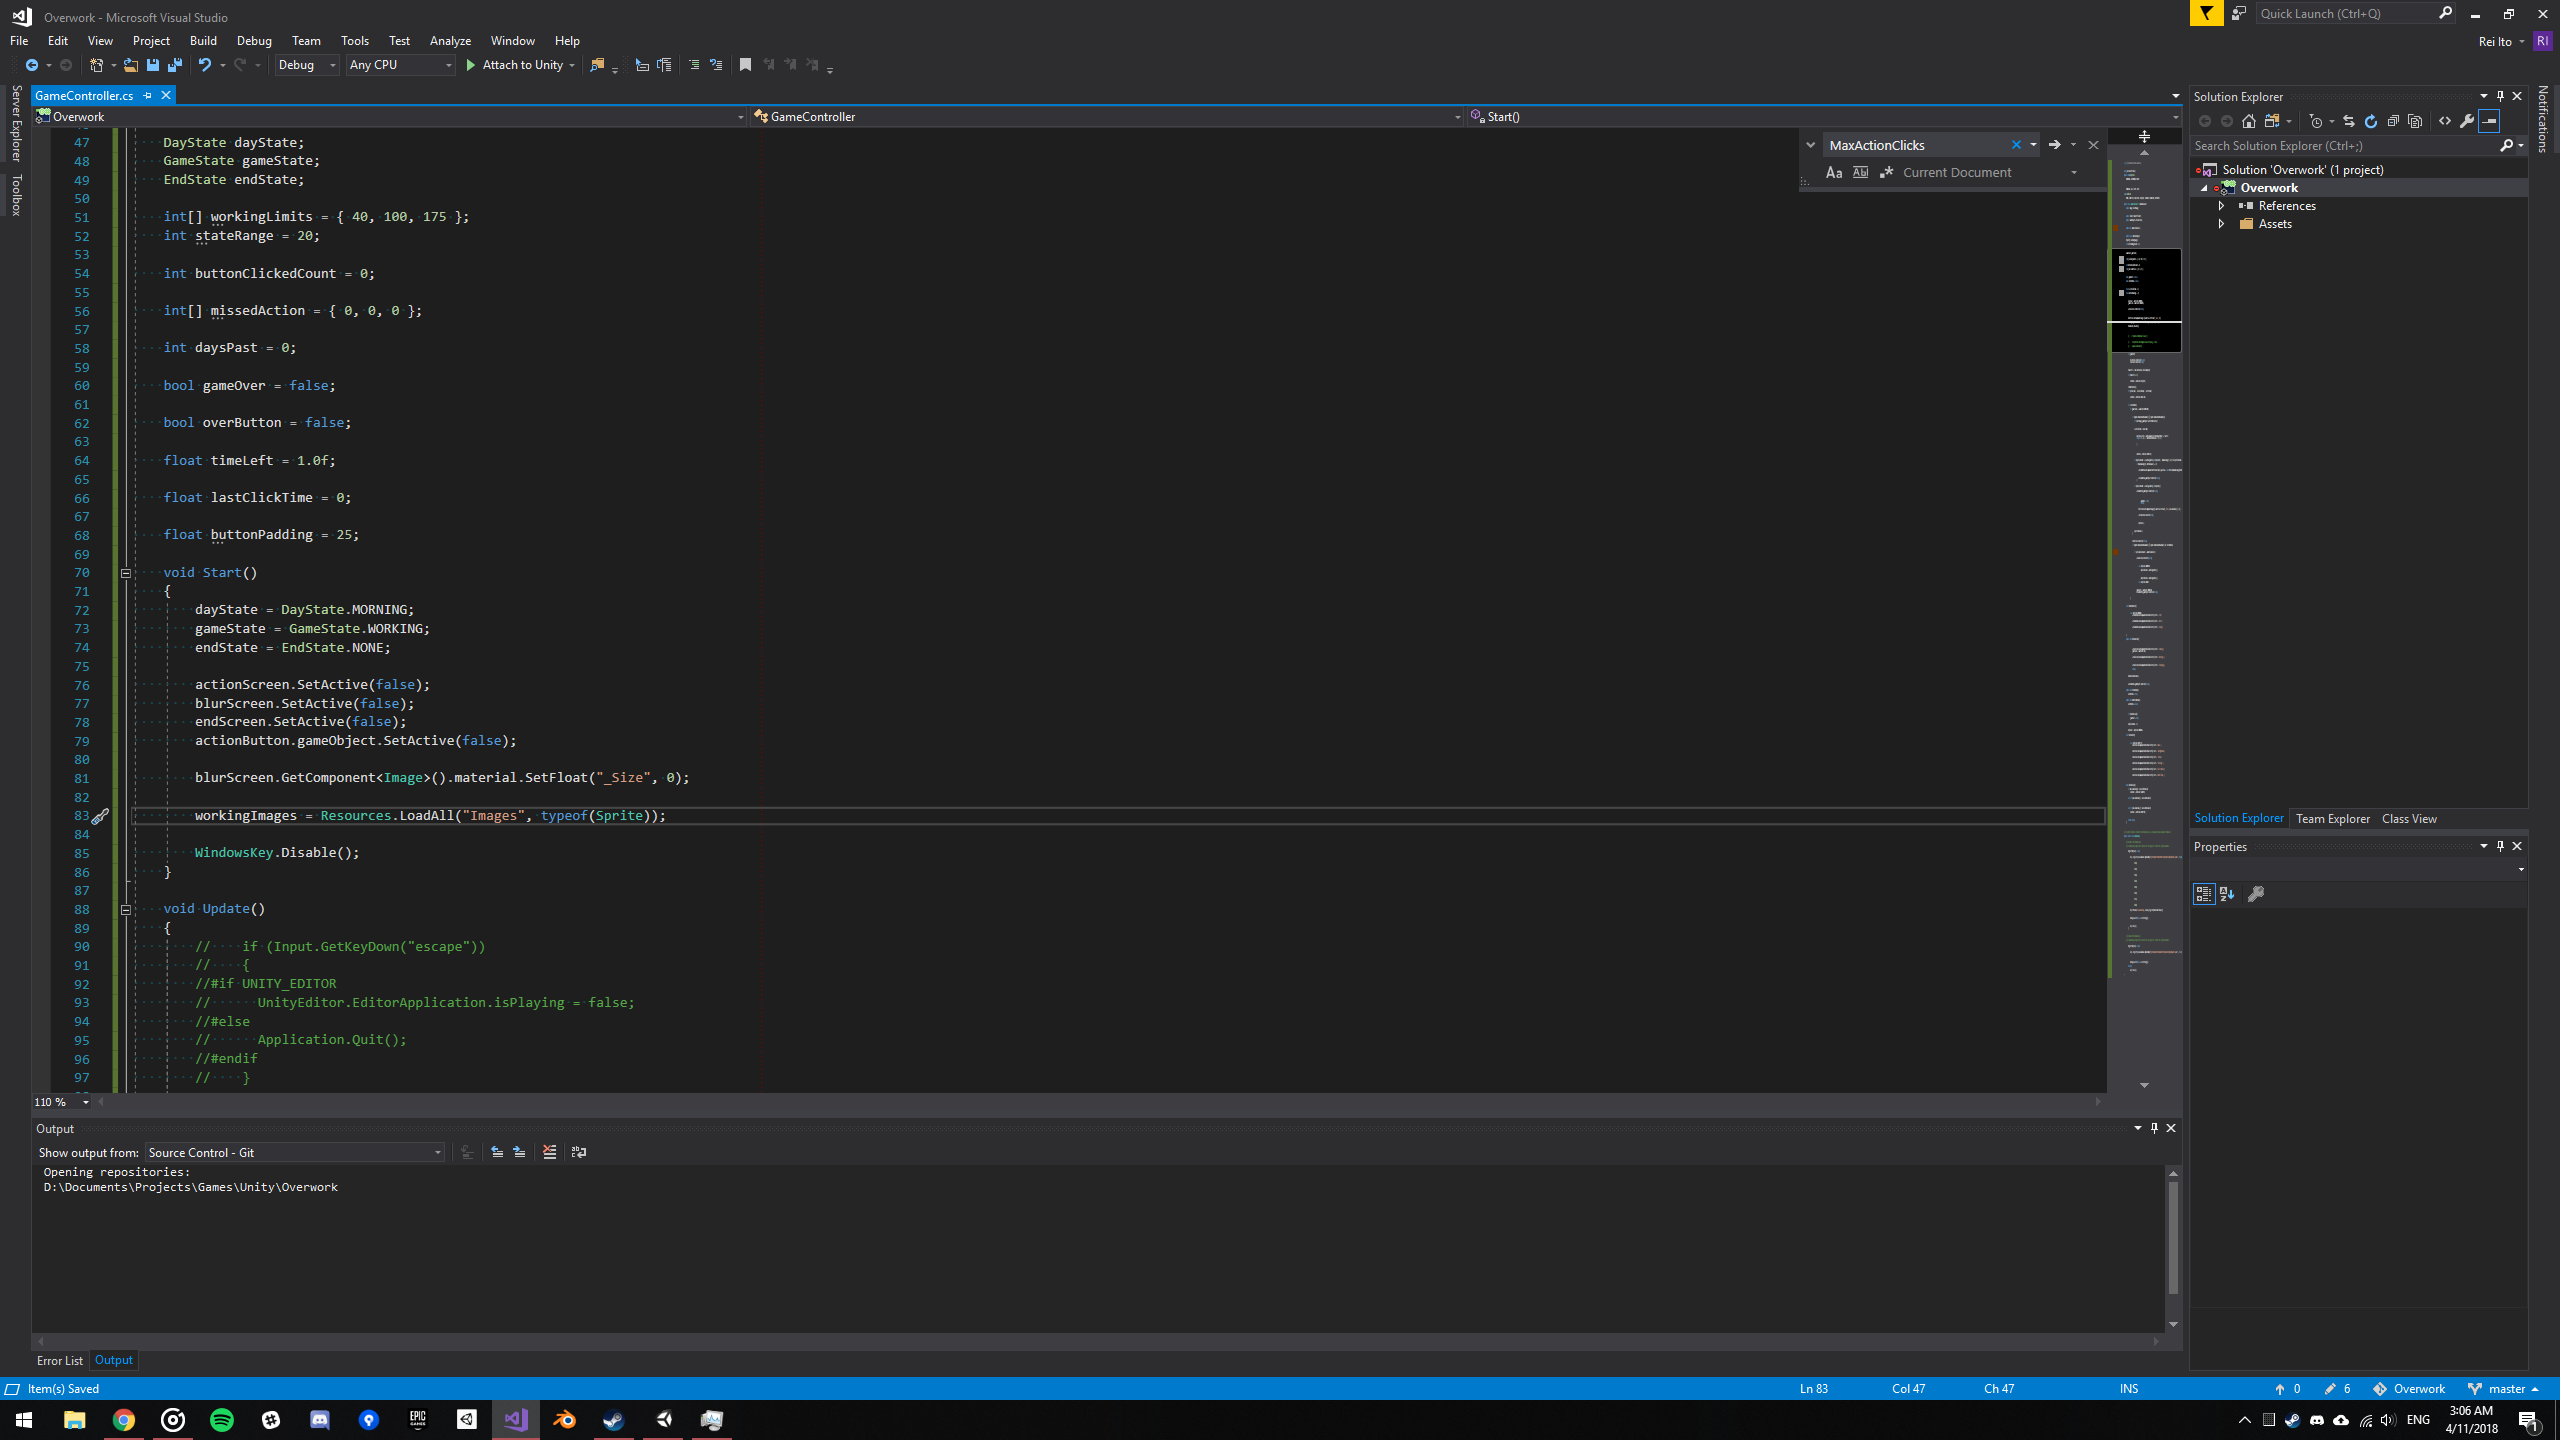 Overwork - Microsoft Visual Studio
Quick Launch (Ctrl+Q)
File Edit View Project Build Debug Team Tools Test Analyze Window Help
Rei Ito RI
Debug Any CPU Attach to Unity
Server Explorer
Toolbox
Notifications
GameController.cs
Overwork GameController Start()
MaxActionClicks
Aa Ab Current Document
47 DayState dayState;
48 GameState gameState;
49 EndState endState;
50
51 int[] workingLimits = { 40, 100, 175 };
52 int stateRange = 20;
53
54 int buttonClickedCount = 0;
55
56 int[] missedAction = { 0, 0, 0 };
57
58 int daysPast = 0;
59
60 bool gameOver = false;
61
62 bool overButton = false;
63
64 float timeLeft = 1.0f;
65
66 float lastClickTime = 0;
67
68 float buttonPadding = 25;
69
70 void Start()
71 {
72 dayState = DayState.MORNING;
73 gameState = GameState.WORKING;
74 endState = EndState.NONE;
75
76 actionScreen.SetActive(false);
77 blurScreen.SetActive(false);
78 endScreen.SetActive(false);
79 actionButton.gameObject.SetActive(false);
80
81 blurScreen.GetComponent<Image>().material.SetFloat("_Size", 0);
82
83 workingImages = Resources.LoadAll("Images", typeof(Sprite));
84
85 WindowsKey.Disable();
86 }
87
88 void Update()
89 {
90 // if (Input.GetKeyDown("escape"))
91 // {
92 //#if UNITY_EDITOR
93 // UnityEditor.EditorApplication.isPlaying = false;
94 //#else
95 // Application.Quit();
96 //#endif
97 // }
110 %
Solution Explorer
Search Solution Explorer (Ctrl+;)
Solution 'Overwork' (1 project)
Overwork
References
Assets
Solution Explorer Team Explorer Class View
Properties
Output
Show output from: Source Control - Git
Opening repositories:
D:\Documents\Projects\Games\Unity\Overwork
Error List Output
Item(s) Saved Ln 83 Col 47 Ch 47 INS 0 6 Overwork master
EPIC GAMES
ENG 3:06 AM
4/11/2018
1